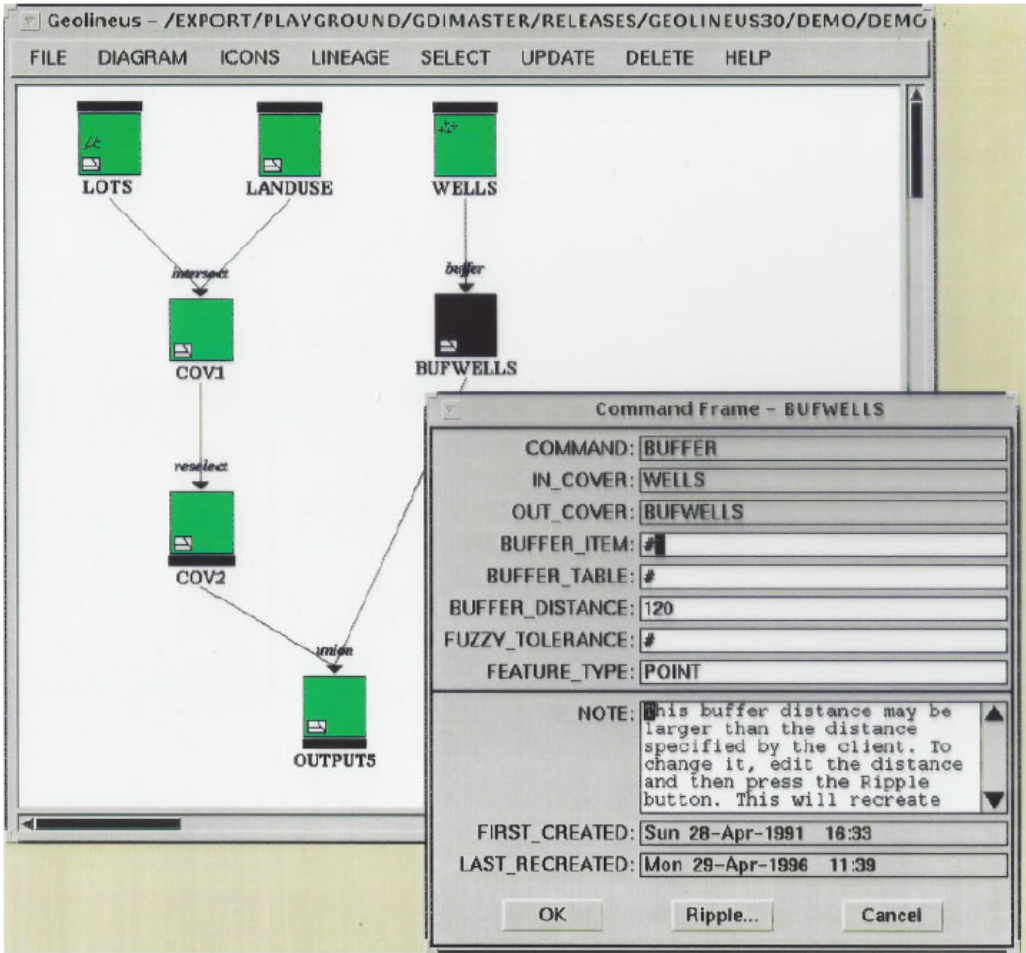 Geolineus - /EXPORT/PLAYGROUND/GDIMASTER/RELEASES/GEOLINEUS30/DEMO/DEMO
FILE DIAGRAM ICONS LINEAGE SELECT UPDATE DELETE HELP
LOTS LANDUSE WELLS
intersect buffer
COV1 BUFWELLS
reselect
COV2
union
OUTPUT5
Command Frame - BUFWELLS
COMMAND: BUFFER
IN_COVER: WELLS
OUT_COVER: BUFWELLS
BUFFER_ITEM: #
BUFFER_TABLE: #
BUFFER_DISTANCE: 120
FUZZY_TOLERANCE: #
FEATURE_TYPE: POINT
NOTE: This buffer distance may be
larger than the distance
specified by the client. To
change it, edit the distance
and then press the Ripple
button. This will recreate
FIRST_CREATED: Sun 28-Apr-1991 16:33
LAST_RECREATED: Mon 29-Apr-1996 11:39
OK Ripple... Cancel